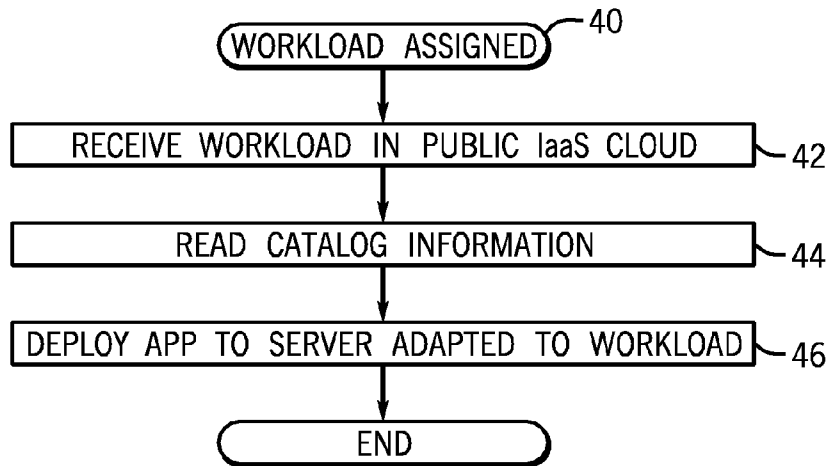 WORKLOAD ASSIGNED
40
RECEIVE WORKLOAD IN PUBLIC IaaS CLOUD
42
READ CATALOG INFORMATION
44
DEPLOY APP TO SERVER ADAPTED TO WORKLOAD
46
END